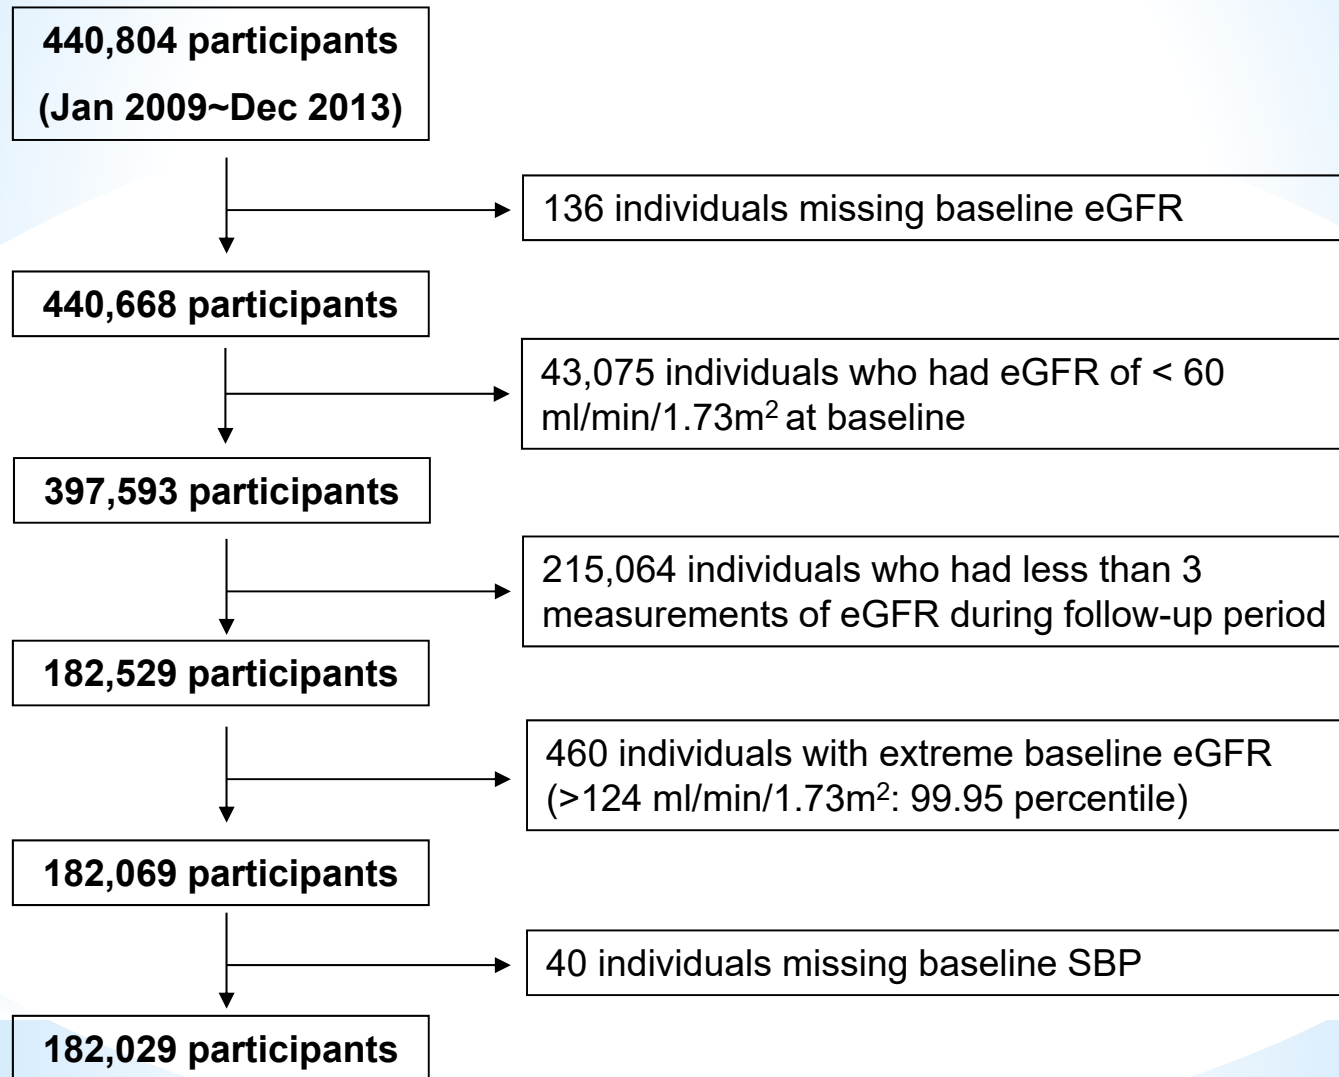 440,804 participants
(Jan 2009~Dec 2013)
136 individuals missing baseline eGFR
440,668 participants
43,075 individuals who had eGFR of < 60
ml/min/1.73m² at baseline
397,593 participants
215,064 individuals who had less than 3
measurements of eGFR during follow-up period
182,529 participants
460 individuals with extreme baseline eGFR
(>124 ml/min/1.73m²: 99.95 percentile)
182,069 participants
40 individuals missing baseline SBP
182,029 participants